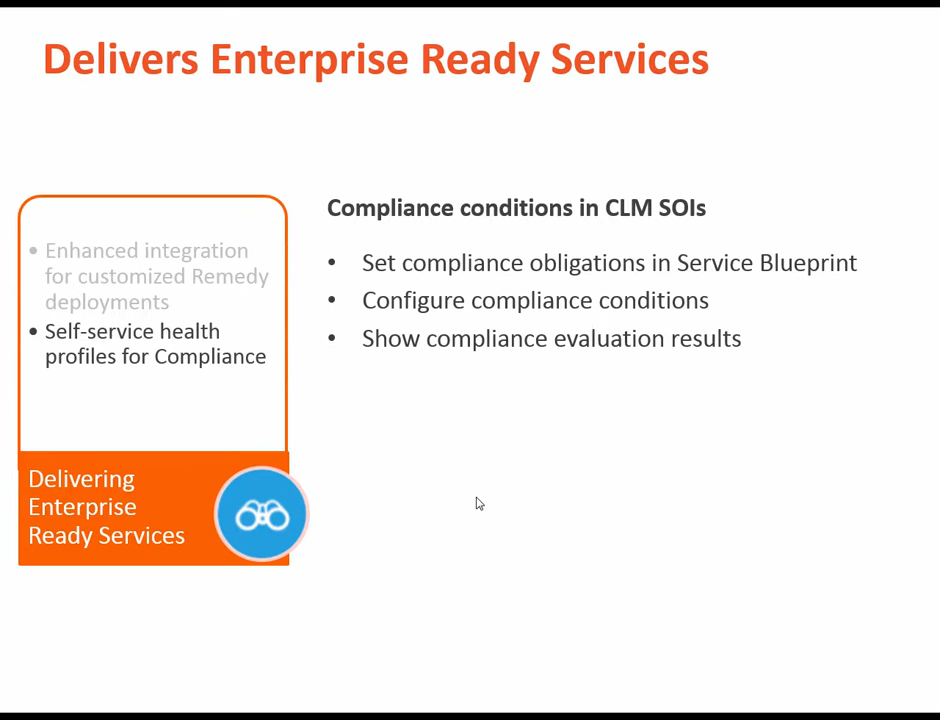 Delivers Enterprise Ready Services
• Enhanced integration
for customized Remedy
deployments
• Self-service health
profiles for Compliance
Delivering
Enterprise
Ready Services
Compliance conditions in CLM SOIs
• Set compliance obligations in Service Blueprint
• Configure compliance conditions
• Show compliance evaluation results